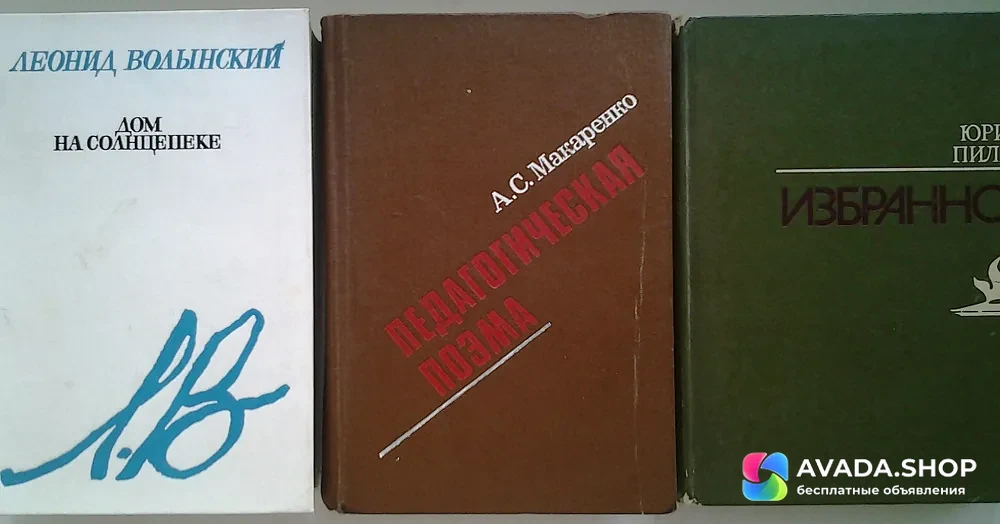 ЛЕОНИД ВОЛЫНСКИЙ
ДОМ
НА СОЛНЦЕПЕКЕ
Л.В
А.С. Макаренко
ПЕДАГОГИЧЕСКАЯ
ПОЭМА
ЮРИ
ПИЛ
ИЗБРАННО
AVADA.SHOP
бесплатные объявления